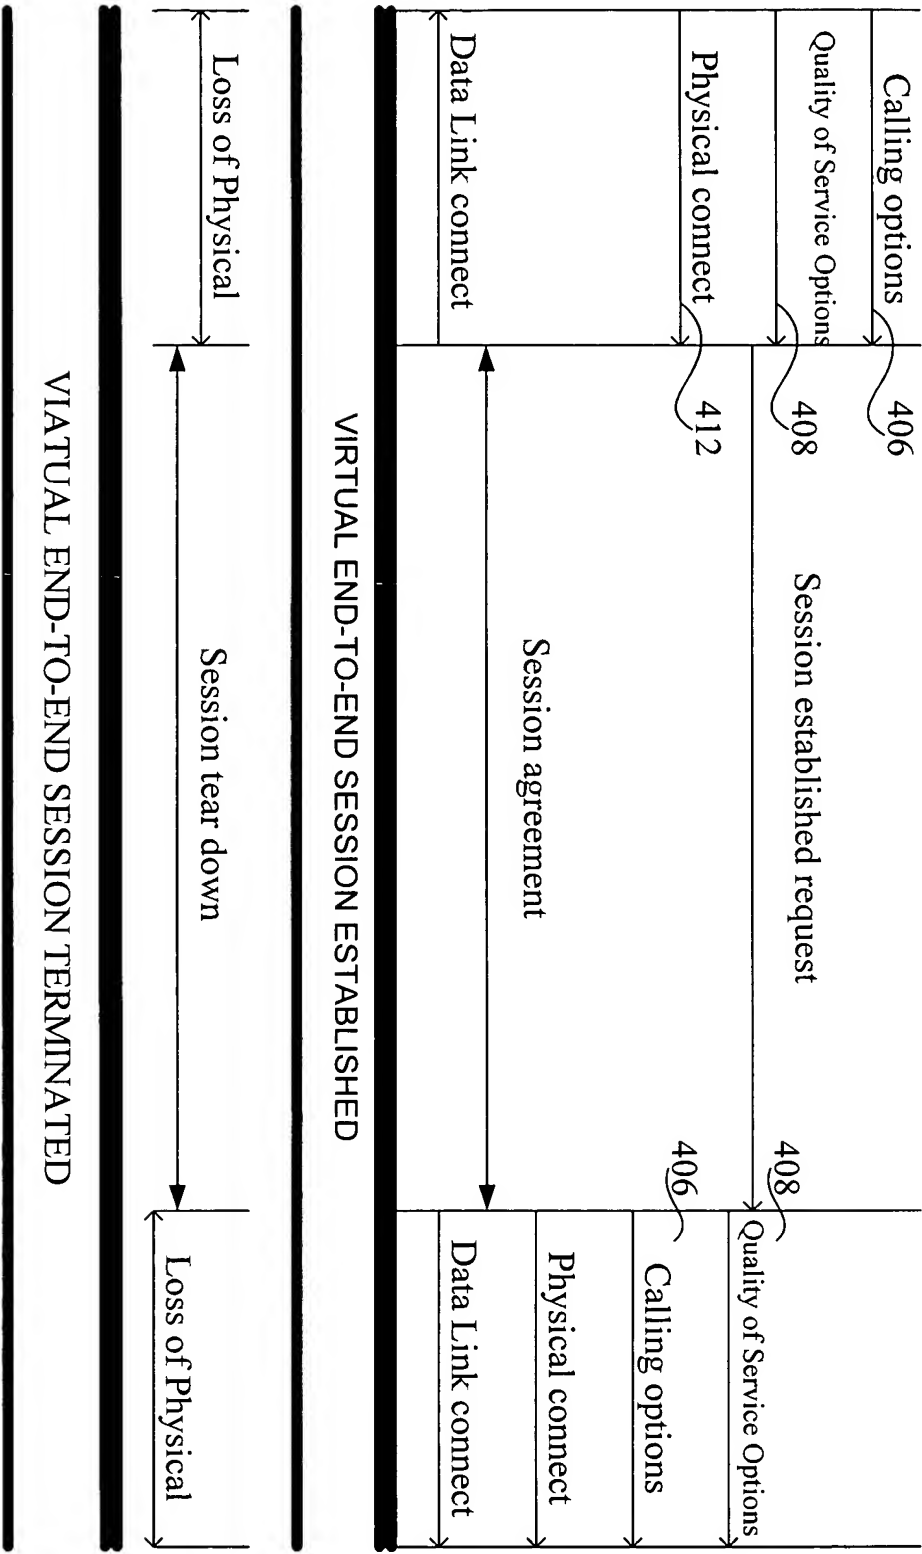 Calling options
406
Quality of Service Options
408
Session established request
408
Quality of Service Options
Physical connect
412
406
Calling options
Physical connect
Session agreement
Data Link connect
Data Link connect
VIRTUAL END-TO-END SESSION ESTABLISHED
Loss of Physical
Session tear down
Loss of Physical
VIATUAL END-TO-END SESSION TERMINATED